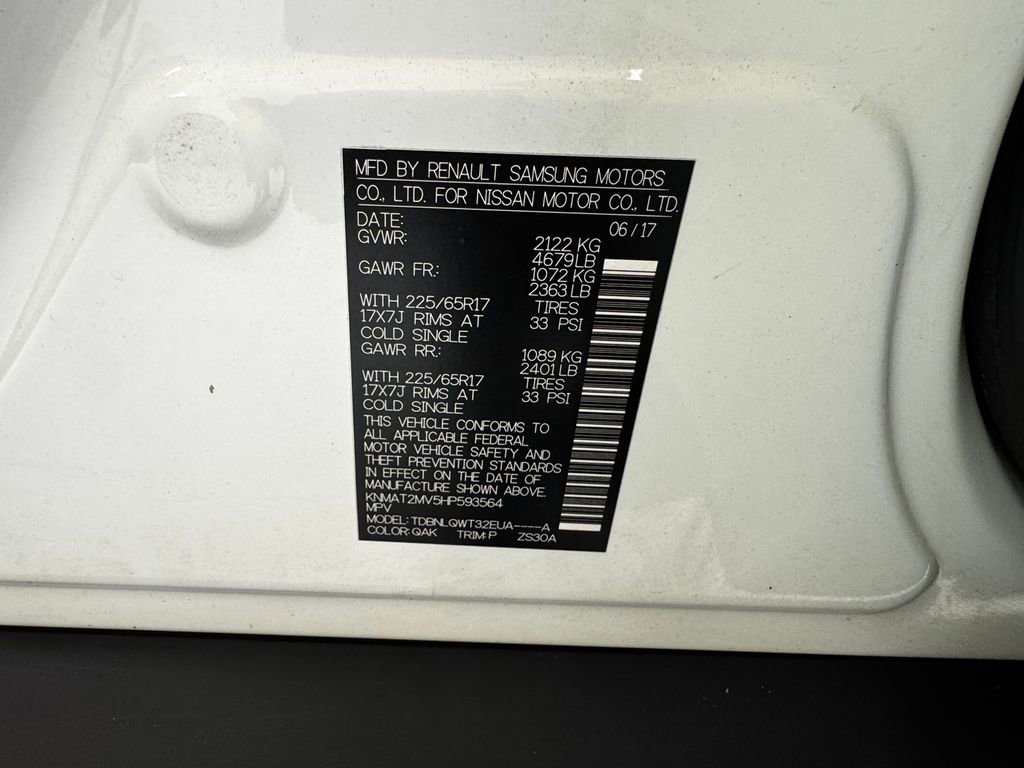 MFD BY RENAULT SAMSUNG MOTORS
CO., LTD. FOR NISSAN MOTOR CO., LTD.
DATE: 06/17
GVWR: 2122 KG
4679 LB
GAWR FR: 1072 KG
2363 LB
WITH 225/65R17 TIRES
17X7J RIMS AT 33 PSI
COLD SINGLE
GAWR RR: 1089 KG
2401 LB
WITH 225/65R17 TIRES
17X7J RIMS AT 33 PSI
COLD SINGLE
THIS VEHICLE CONFORMS TO
ALL APPLICABLE FEDERAL
MOTOR VEHICLE SAFETY AND
THEFT PREVENTION STANDARDS
IN EFFECT ON THE DATE OF
MANUFACTURE SHOWN ABOVE.
KNMAT2MV5HP593564
MPV
MODEL: TDBNLQWT32EUA----A
COLOR: QAK TRIM: P ZS30A